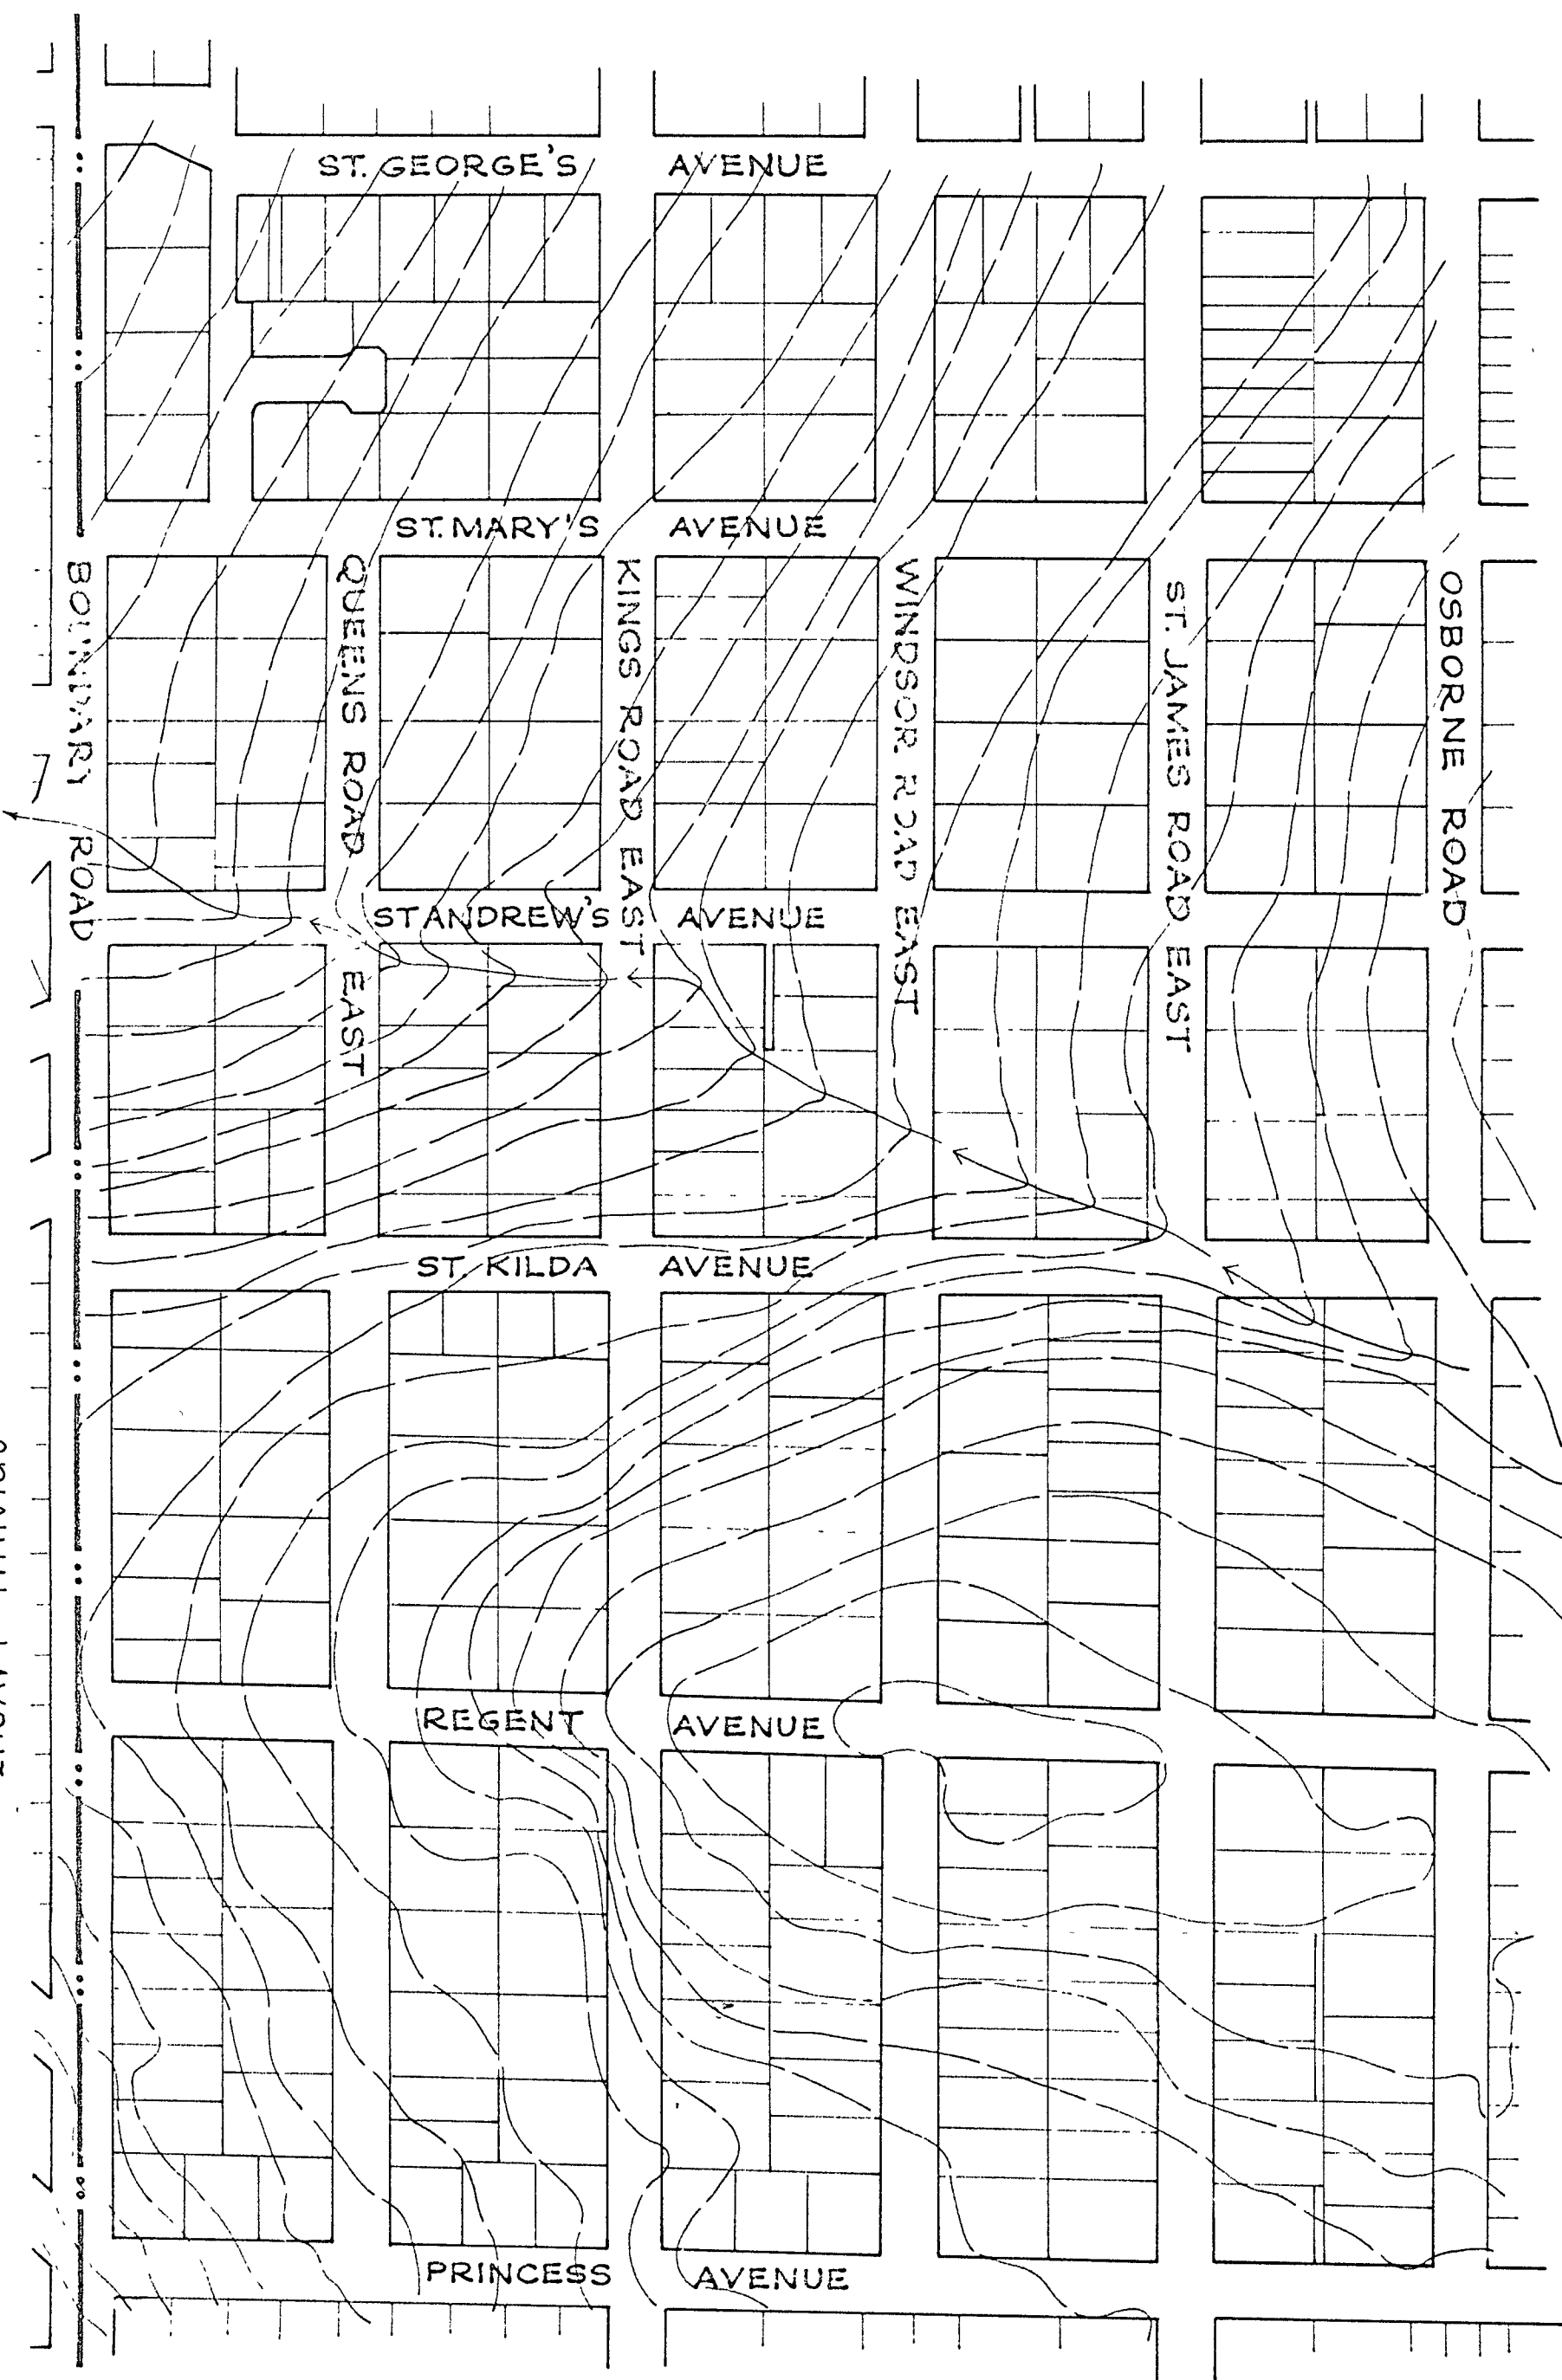 ST. GEORGE'S AVENUE
ST. MARY'S AVENUE
BOUNDARY ROAD
QUEENS ROAD EAST
KINGS ROAD EAST
WINDSOR ROAD EAST
ST. JAMES ROAD EAST
OSBORNE ROAD
ST ANDREW'S AVENUE
ST. KILDA AVENUE
REGENT AVENUE
PRINCESS AVENUE